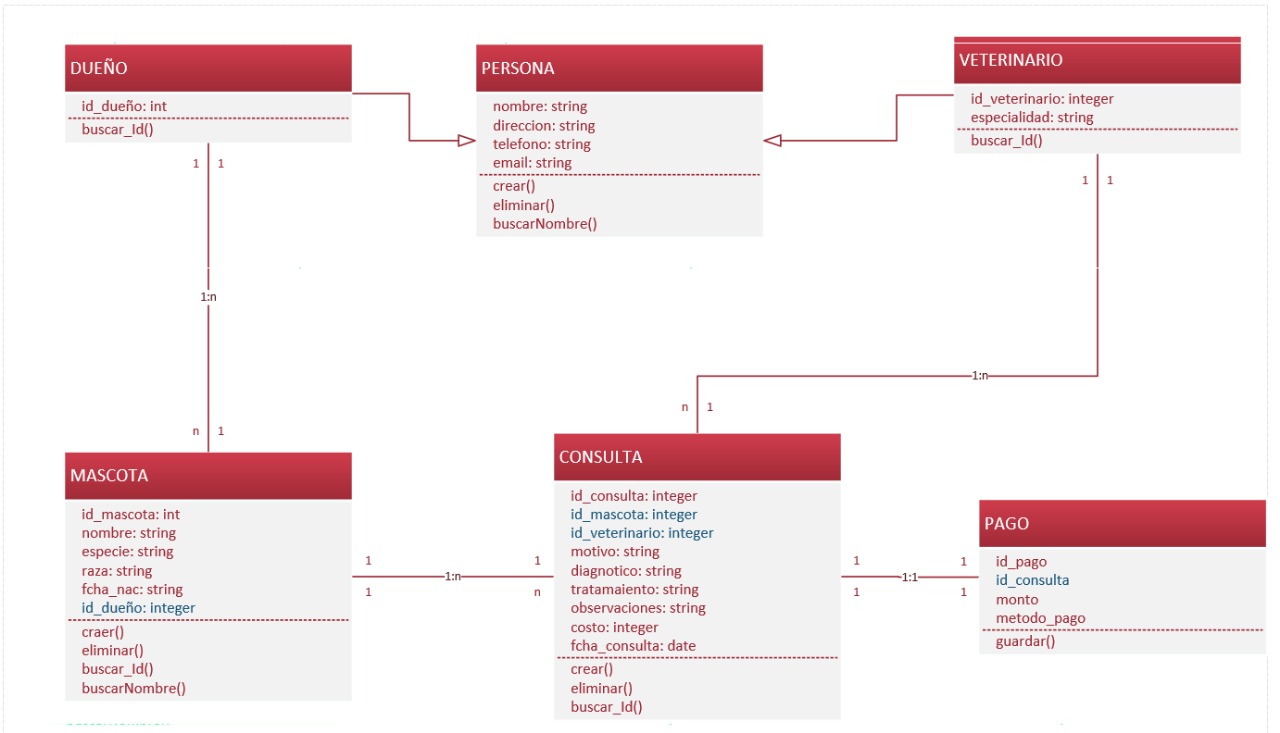 DUEÑO
id_dueño: int
buscar_Id()
PERSONA
nombre: string
direccion: string
telefono: string
email: string
crear()
eliminar()
buscarNombre()
VETERINARIO
id_veterinario: integer
especialidad: string
buscar_Id()
1 1
1:n
n 1
1 1
1:n
n 1
MASCOTA
id_mascota: int
nombre: string
especie: string
raza: string
fcha_nac: string
id_dueño: integer
craer()
eliminar()
buscar_Id()
buscarNombre()
1 1
1:n
1 n
CONSULTA
id_consulta: integer
id_mascota: integer
id_veterinario: integer
motivo: string
diagnotico: string
tratamaiento: string
observaciones: string
costo: integer
fcha_consulta: date
crear()
eliminar()
buscar_Id()
1 1
1:1
1 1
PAGO
id_pago
id_consulta
monto
metodo_pago
guardar()